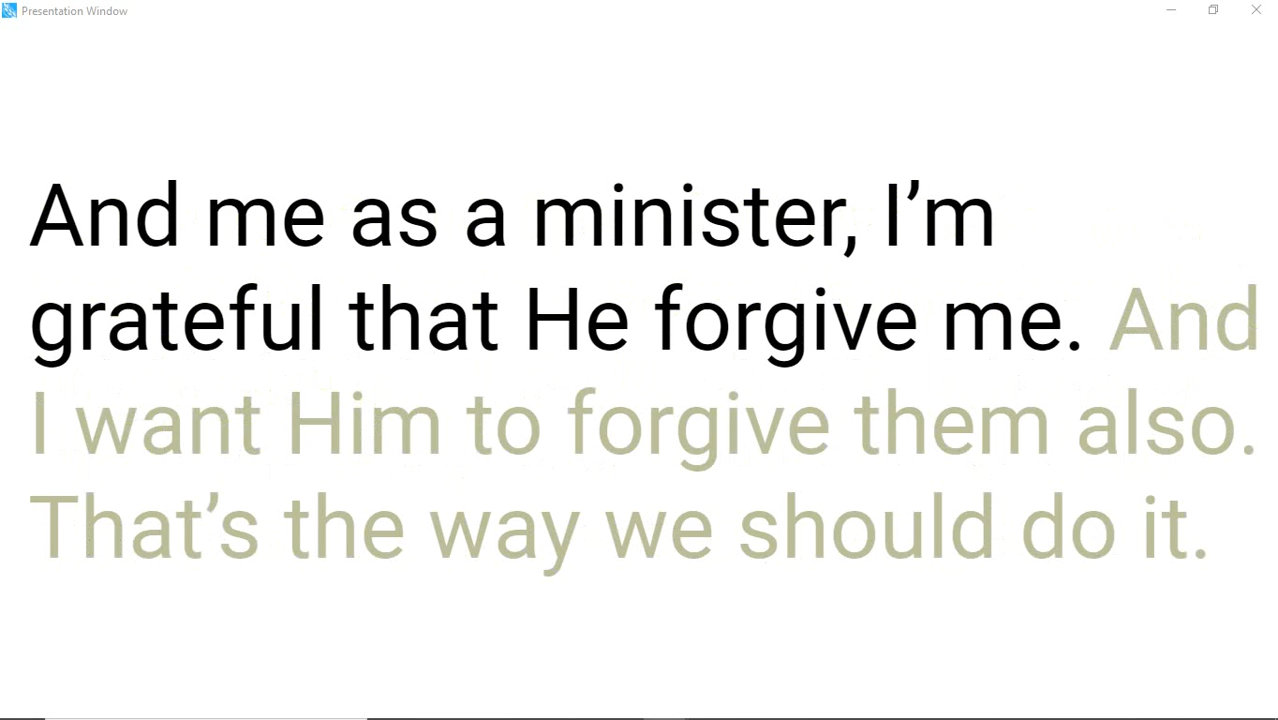 Presentation Window
And me as a minister, I’m
grateful that He forgive me. And
I want Him to forgive them also.
That’s the way we should do it.